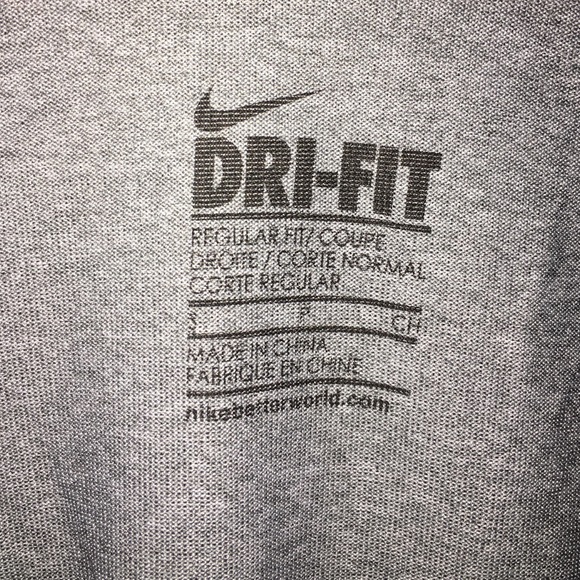 DRI-FIT
REGULAR FIT/ COUPE
DROITE / CORTE NORMAL
CORTE REGULAR
S P CH
MADE IN CHINA
FABRIQUE EN CHINE
nikebetterworld.com